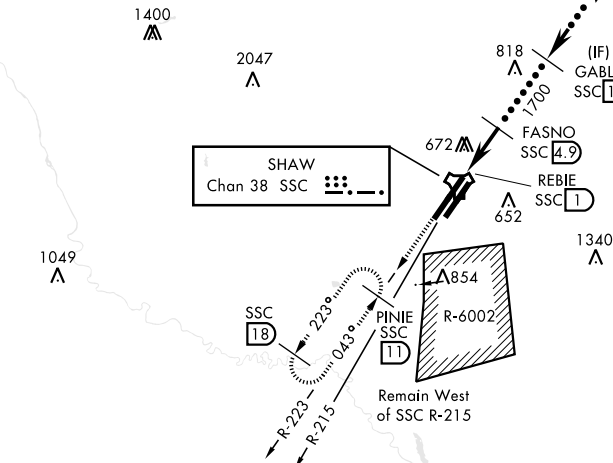 1400
2047
818
(IF)
GABL
SSC 1
1700
FASNO
SSC 4.9
672
SHAW
Chan 38 SSC
REBIE
SSC 1
652
1340
1049
854
R-6002
SSC
18
223°
043°
PINIE
SSC
11
Remain West
of SSC R-215
R-223
R-215